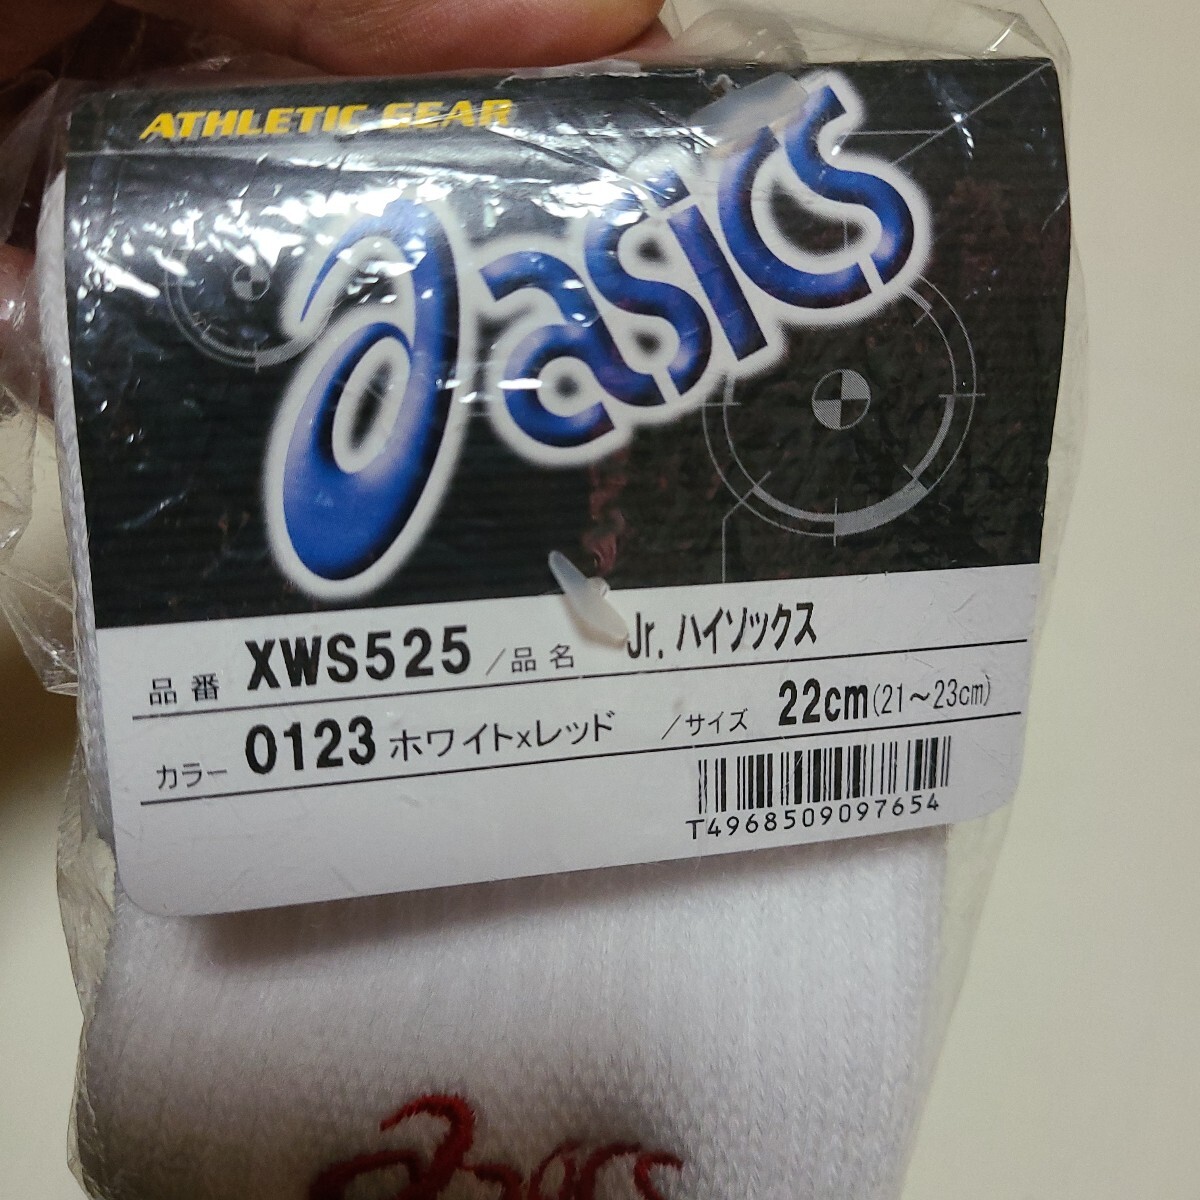 ATHLETIC GEAR
asics
品番 XWS525 /品名 Jr. ハイソックス
カラー 0123 ホワイト×レッド /サイズ 22cm(21～23cm)
T4968509097654
asics